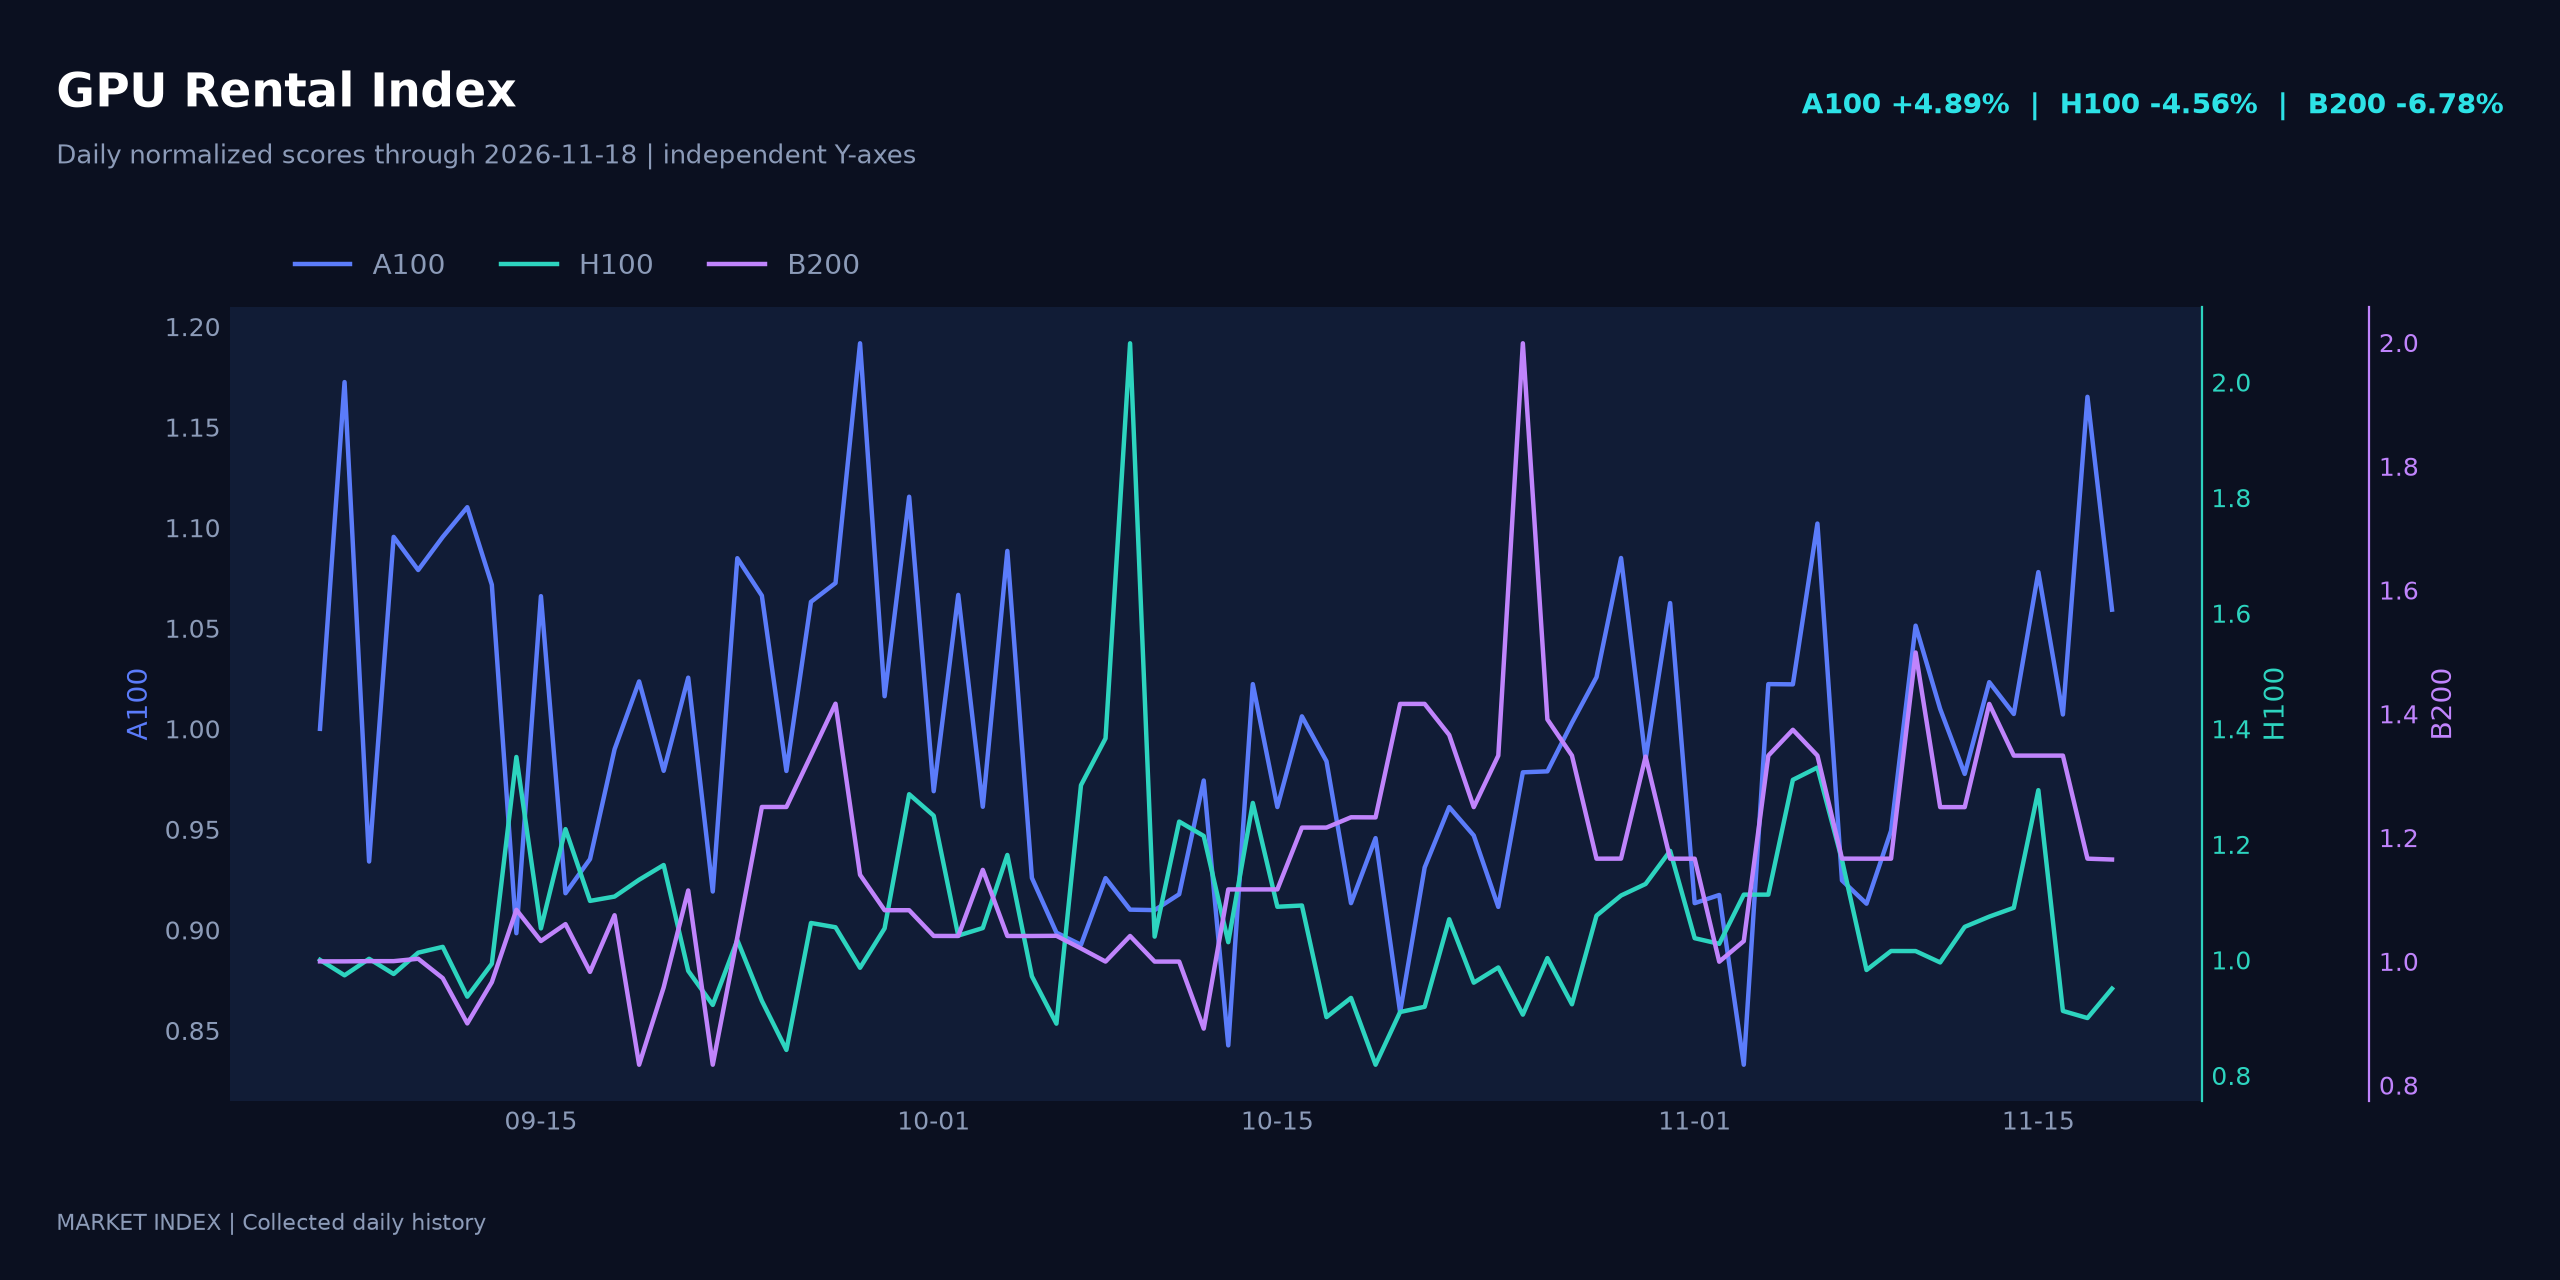 GPU Rental Index
A100 +4.89% | H100 -4.56% | B200 -6.78%
Daily normalized scores through 2026-11-18 | independent Y-axes
A100 H100 B200
1.20
1.15
1.10
1.05
1.00
0.95
0.90
0.85
A100
2.0
1.8
1.6
1.4
1.2
1.0
0.8
H100
2.0
1.8
1.6
1.4
1.2
1.0
0.8
B200
09-15 10-01 10-15 11-01 11-15
MARKET INDEX | Collected daily history